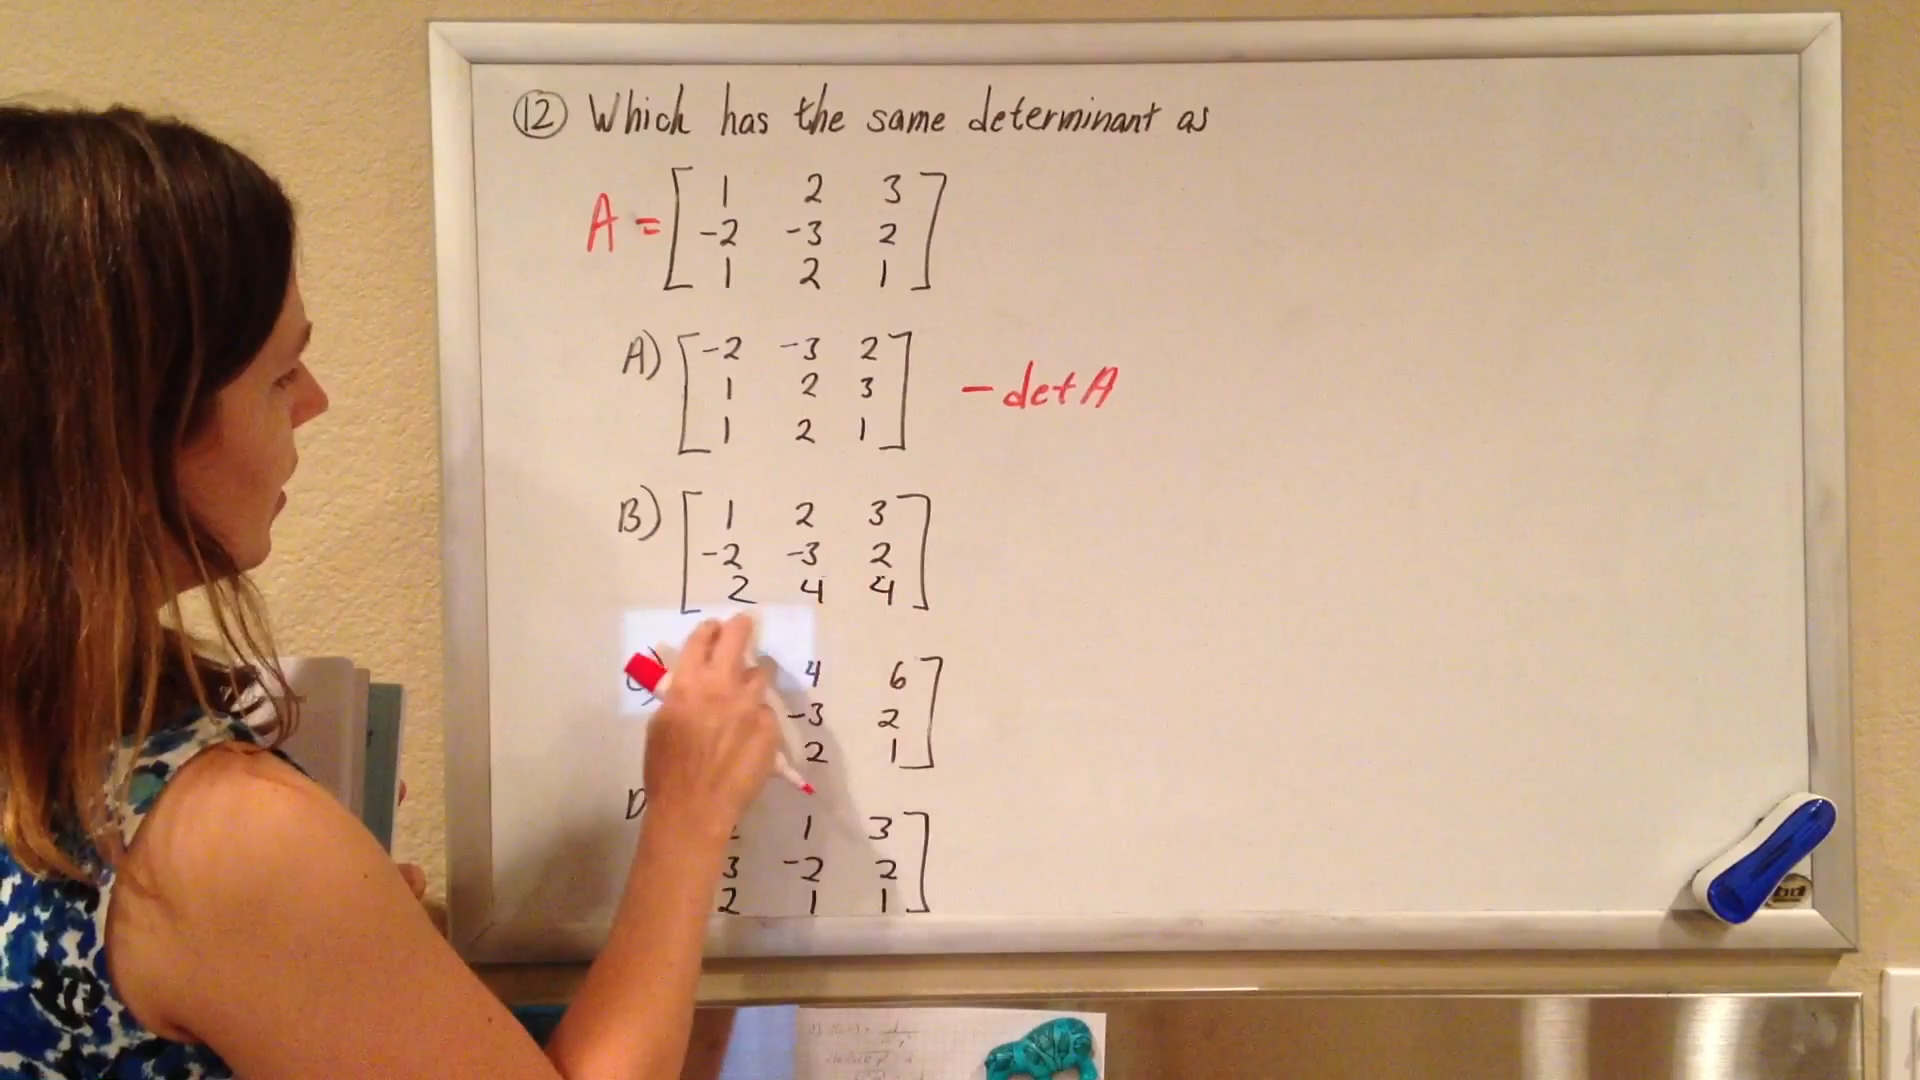 12 Which has the same determinant as
A = [ 1 2 3 ]
[ -2 -3 2 ]
[ 1 2 1 ]
A) [ -2 -3 2 ]
[ 1 2 3 ]
[ 1 2 1 ]
- det A
B) [ 1 2 3 ]
[ -2 -3 2 ]
[ 2 4 4 ]
4 6 ]
-3 2 ]
2 1 ]
D
1 3 ]
3 -2 2 ]
2 1 1 ]